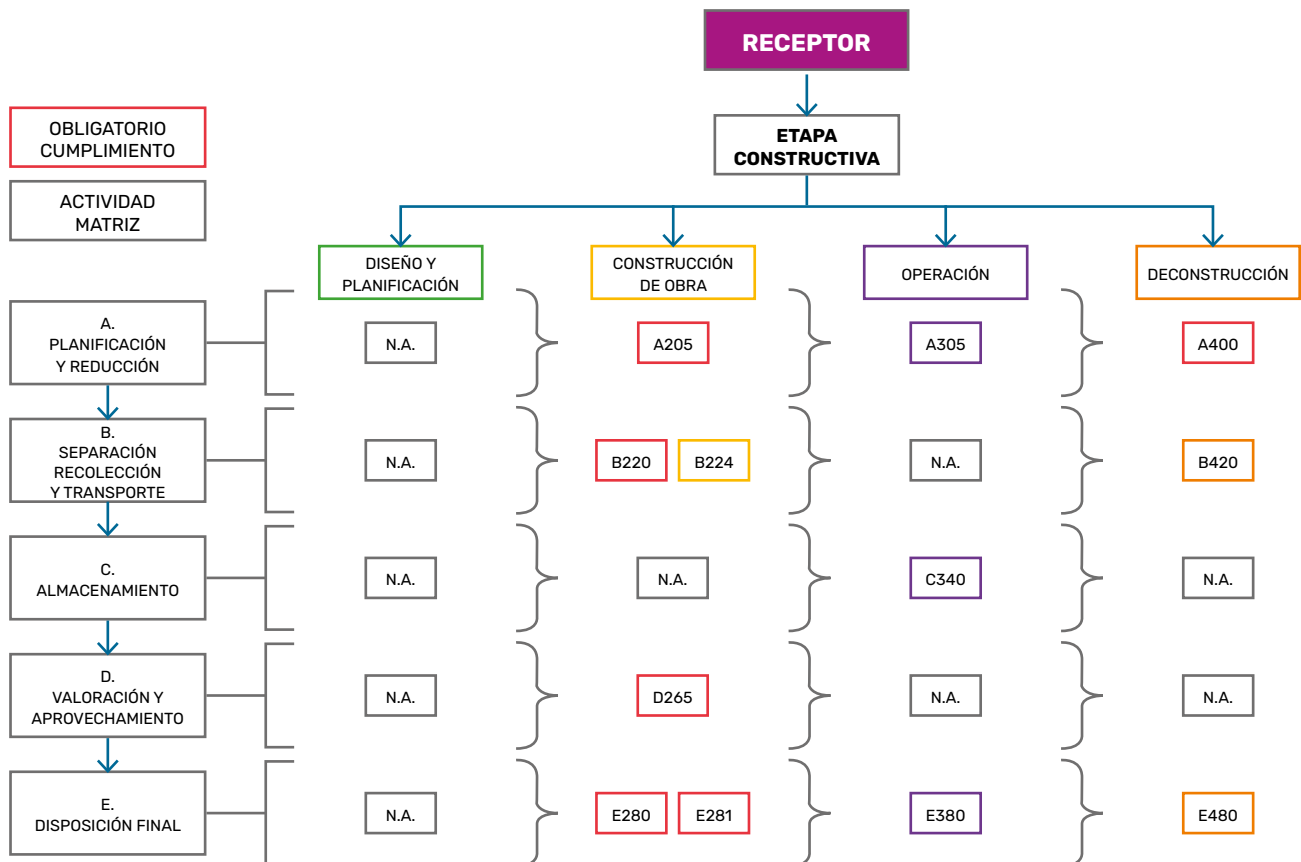 RECEPTOR
OBLIGATORIO
CUMPLIMIENTO
ETAPA
CONSTRUCTIVA
ACTIVIDAD
MATRIZ
DISEÑO Y
PLANIFICACIÓN
CONSTRUCCIÓN
DE OBRA
OPERACIÓN
DECONSTRUCCIÓN
A.
PLANIFICACIÓN
Y REDUCCIÓN
N.A.
A205
A305
A400
B.
SEPARACIÓN
RECOLECCIÓN
Y TRANSPORTE
N.A.
B220
B224
N.A.
B420
C.
ALMACENAMIENTO
N.A.
N.A.
C340
N.A.
D.
VALORACIÓN Y
APROVECHAMIENTO
N.A.
D265
N.A.
N.A.
E.
DISPOSICIÓN FINAL
N.A.
E280
E281
E380
E480